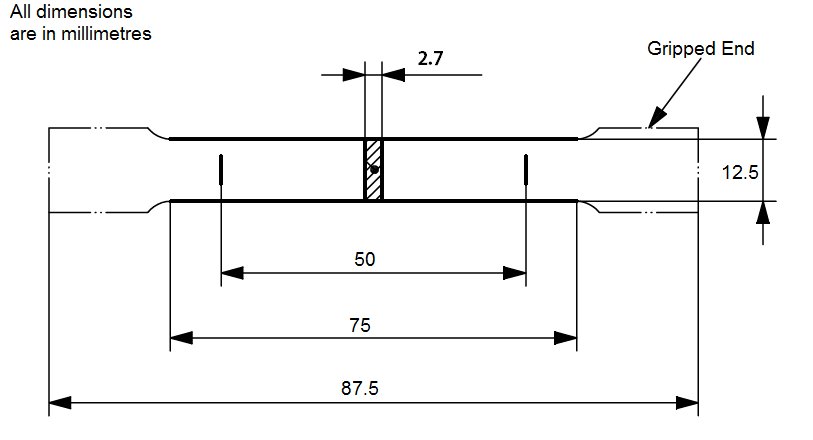 All dimensions
are in millimetres
2.7
Gripped End
12.5
50
75
87.5